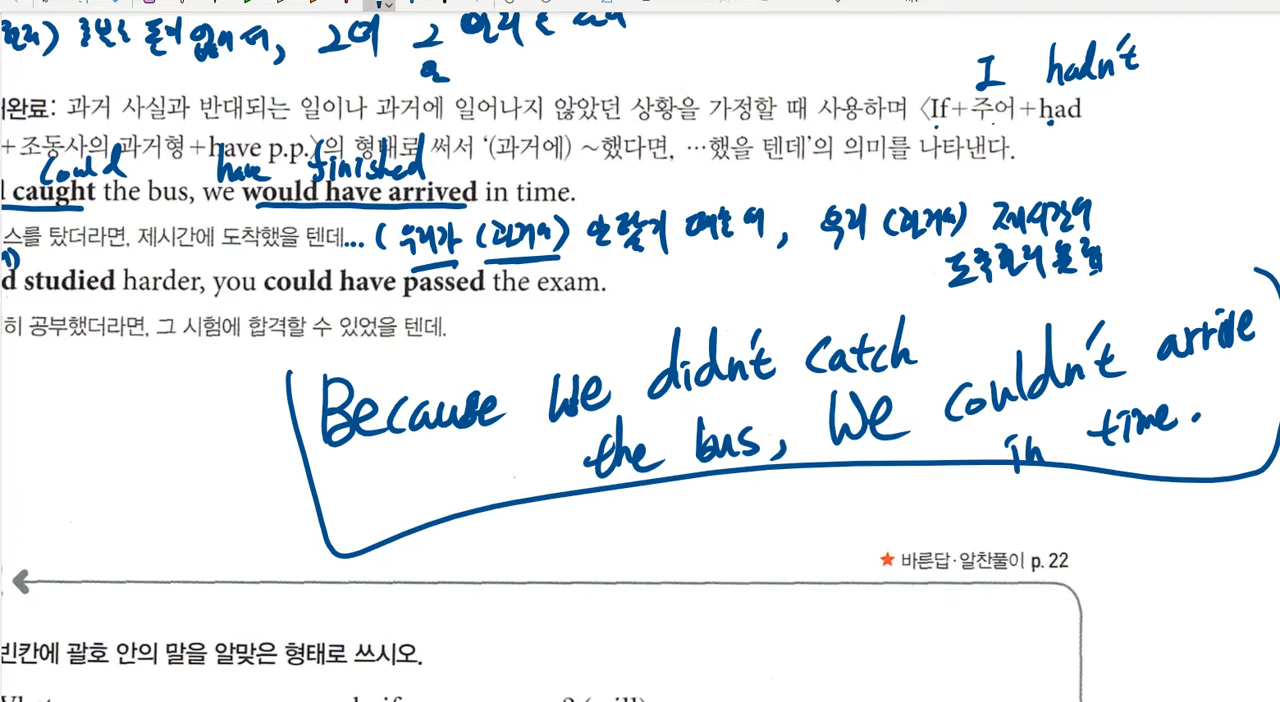 없어서, 그의
I hadn't
완료: 과거 사실과 반대되는 일이나 과거에 일어나지 않았던 상황을 가정할 때 사용하며 〈If+주어+had
+조동사의 과거형+have p.p.〉의 형태로 써서 '(과거에) ~했다면, …했을 텐데'의 의미를 나타낸다.
could have finished
caught the bus, we would have arrived in time.
스를 탔더라면, 제시간에 도착했을 텐데... (우리가 (과거에) 안 탔기 때문에, 우리 (과거에) 제시간에
도착하지 못함
studied harder, you could have passed the exam.
히 공부했더라면, 그 시험에 합격할 수 있었을 텐데.
Because we didn't catch
the bus, We couldn't arrive
in time.
★ 바른답·알찬풀이 p. 22
빈칸에 괄호 안의 말을 알맞은 형태로 쓰시오.